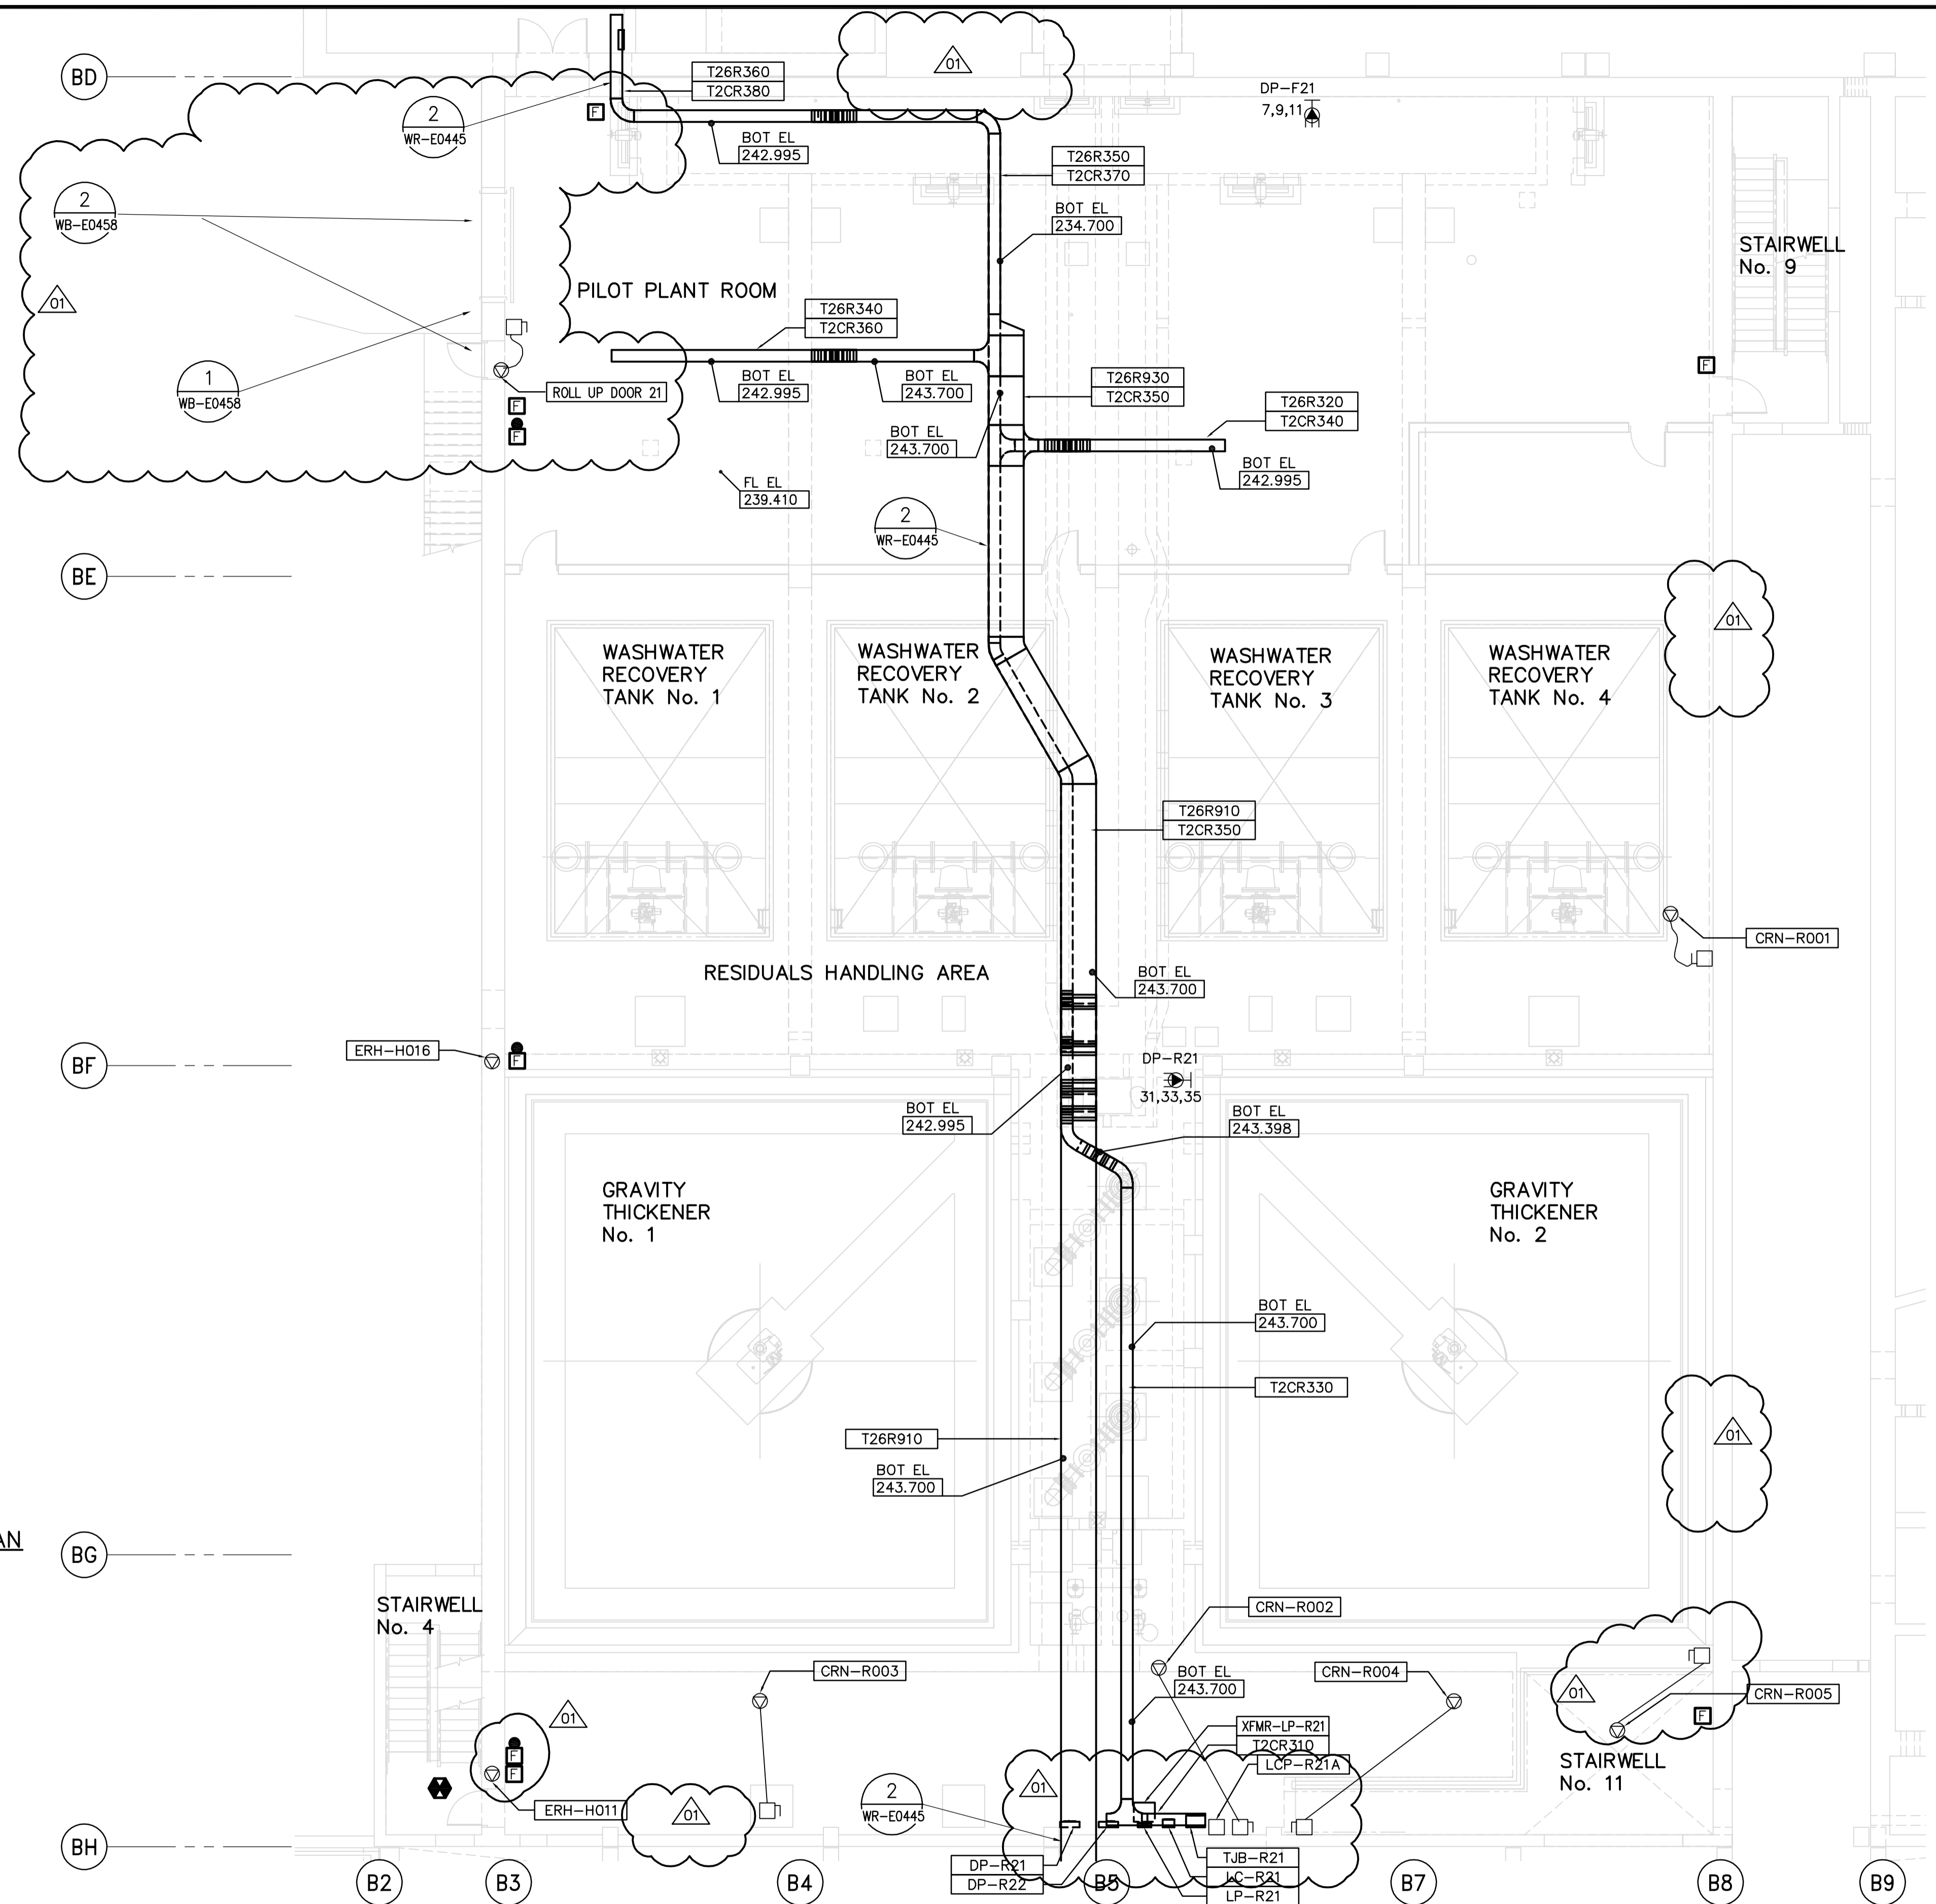 BD
T26R360
T2CR380
01
DP-F21
7,9,11
2
WR-E0445
F
BOT EL
242.995
T26R350
T2CR370
2
WB-E0458
BOT EL
234.700
STAIRWELL
No. 9
01
PILOT PLANT ROOM
T26R340
T2CR360
1
WB-E0458
ROLL UP DOOR 21
BOT EL
242.995
BOT EL
243.700
T26R930
T2CR350
F
T26R320
T2CR340
F
F
BOT EL
243.700
BOT EL
242.995
FL EL
239.410
2
WR-E0445
BE
01
WASHWATER
RECOVERY
TANK No. 1
WASHWATER
RECOVERY
TANK No. 2
WASHWATER
RECOVERY
TANK No. 3
WASHWATER
RECOVERY
TANK No. 4
T26R910
T2CR350
CRN-R001
RESIDUALS HANDLING AREA
BOT EL
243.700
ERH-H016
F
BF
DP-R21
31,33,35
BOT EL
242.995
BOT EL
243.398
GRAVITY
THICKENER
No. 1
GRAVITY
THICKENER
No. 2
BOT EL
243.700
T2CR330
T26R910
01
BOT EL
243.700
AN
BG
STAIRWELL
No. 4
CRN-R002
CRN-R003
BOT EL
243.700
CRN-R004
01
CRN-R005
F
01
XFMR-LP-R21
T2CR310
LCP-R21A
F
F
STAIRWELL
No. 11
ERH-H011
01
2
WR-E0445
01
BH
DP-R21
DP-R22
TJB-R21
LC-R21
LP-R21
B2
B3
B4
B5
B7
B8
B9